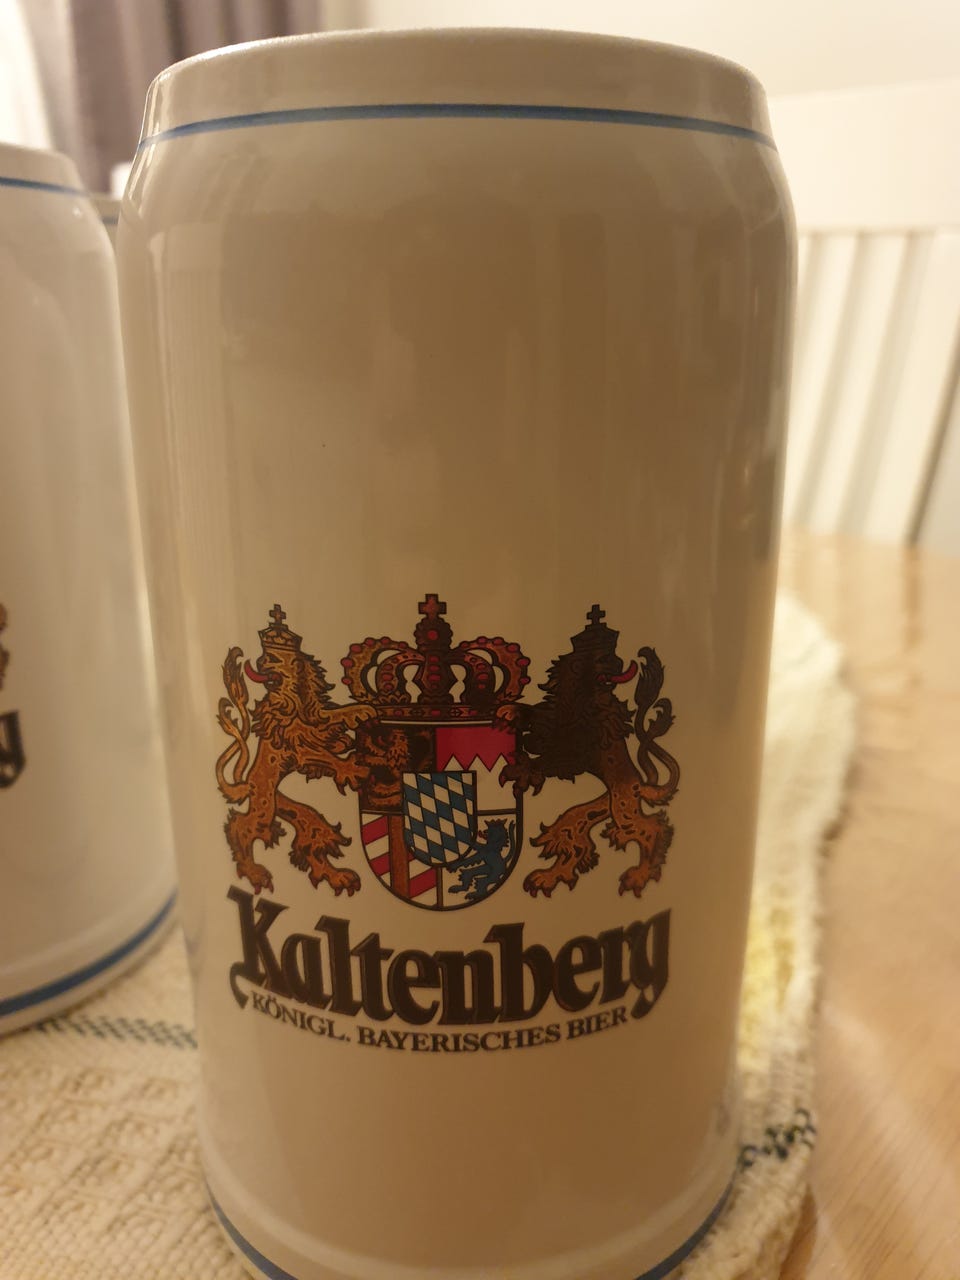 Kaltenberg
KÖNIGL. BAYERISCHES BIER